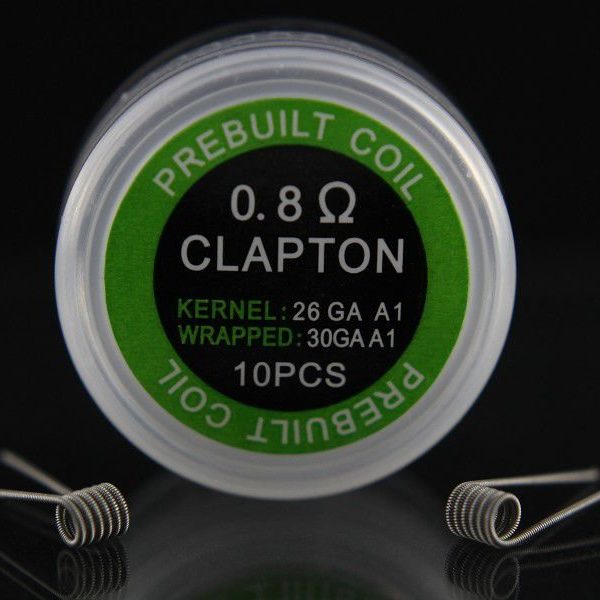 PREBUILT COIL
0.8 Ω
CLAPTON
KERNEL: 26 GA A1
WRAPPED: 30GA A1
10PCS
PREBUILT COIL